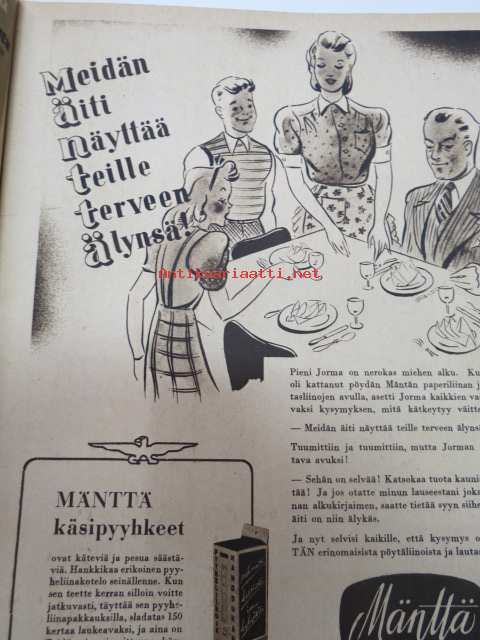 Meidän
äiti
näyttää
teille
terveen
älynsä!
Antikvariaatti.net
Pieni Jorma on nerokas miehen alku. Ku
oli kattanut pöydän Mäntän paperiliinan j
tasliinojen avulla, asetti Jorma kaikkien va
vaksi kysymyksen, mitä kätkeytyy väitte
— Meidän äiti näyttää teille terveen älyns
Tuumittiin ja tuumittiin, mutta Jorman
tava avuksi!
— Sehän on selvää! Katsokaa tuota kauni
tää! Ja jos otatte minun lauseestani joka
nan alkukirjaimen, saatte tietää syyn siihe
äiti on niin älykäs.
Ja nyt selvisi kaikille, että kysymys o
TÄN erinomaisista pöytäliinoista ja lautas
MÄNTTÄ
käsipyyhkeet
ovat käteviä ja pesua säästä-
viä. Hankkikaa erikoinen pyy-
heliinakotelo seinällenne. Kun
sen teette kerran silloin voitte
jatkuvasti, täyttää sen pyyh-
liinapakkauksilla, sladatas 150
kertaa laukeavaksi, ja aina on
Mänttä